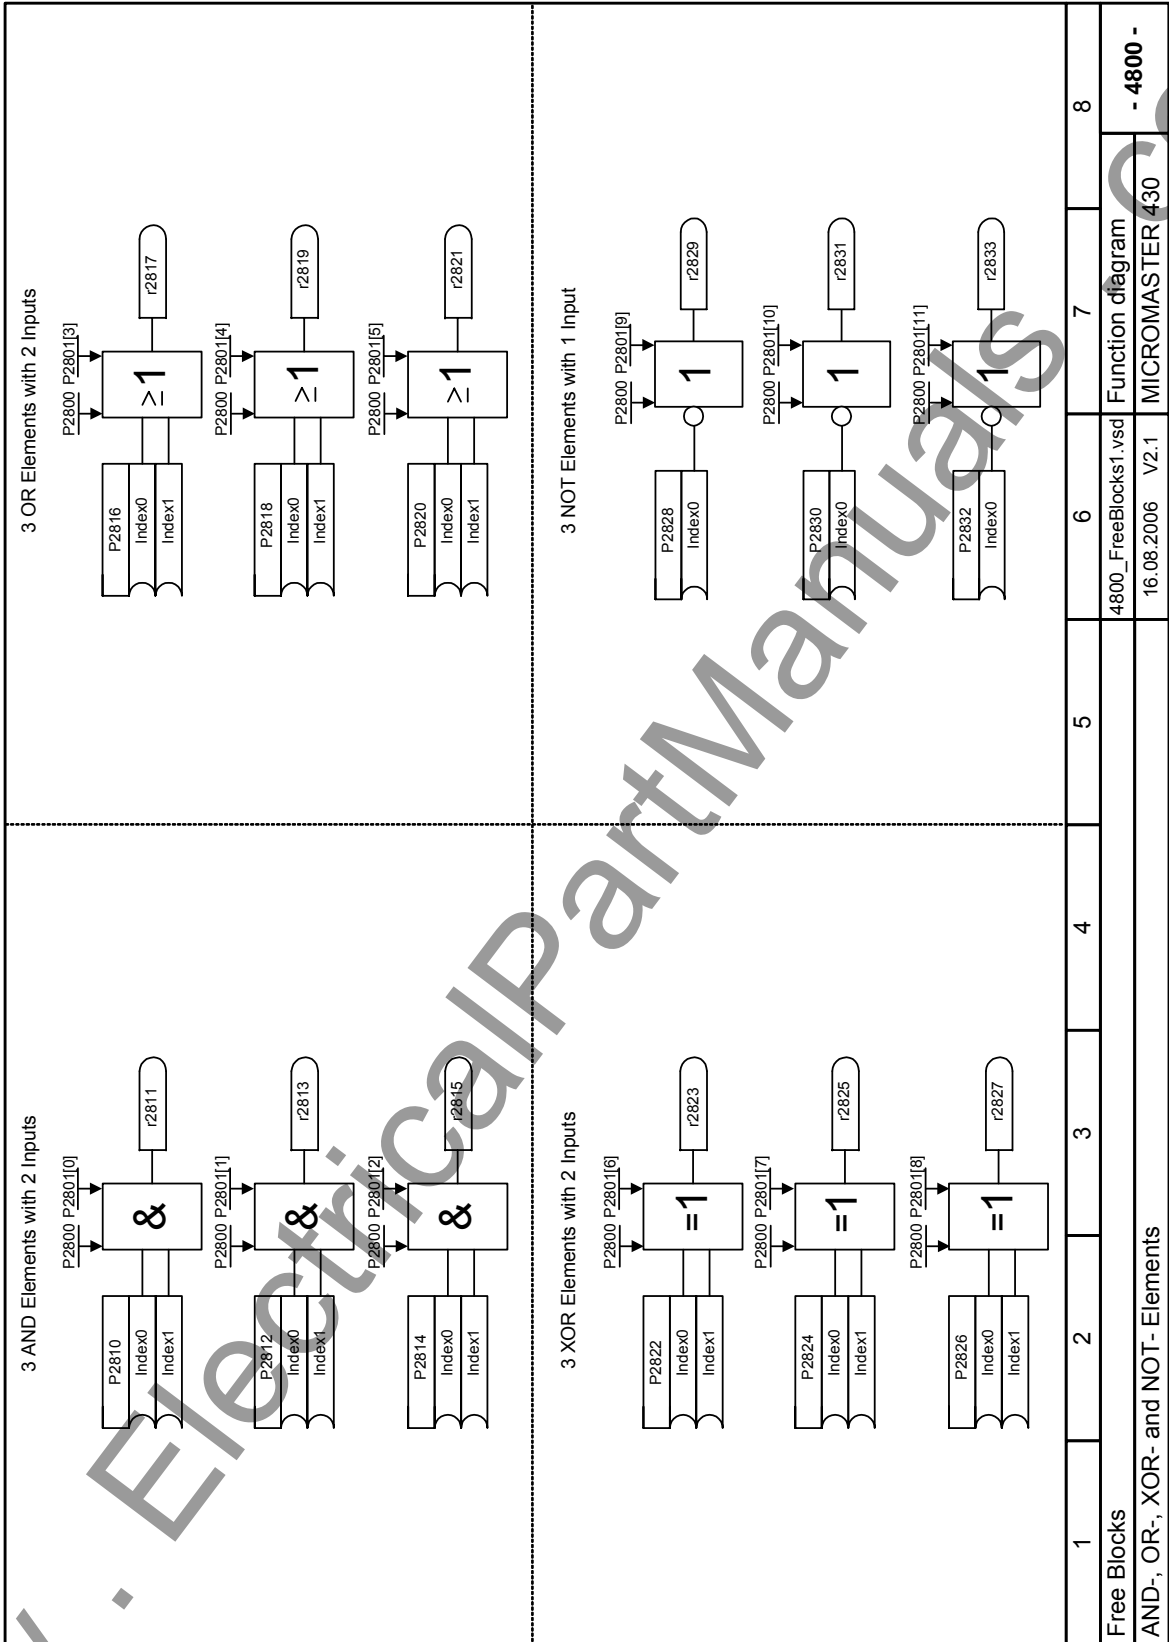 3 AND Elements with 2 Inputs
P2800 P2801[0]
P2810
Index0
Index1
&
r2811
P2800 P2801[1]
P2812
Index0
Index1
&
r2813
P2800 P2801[2]
P2814
Index0
Index1
&
r2815
3 OR Elements with 2 Inputs
P2800 P2801[3]
P2816
Index0
Index1
≥1
r2817
P2800 P2801[4]
P2818
Index0
Index1
≥1
r2819
P2800 P2801[5]
P2820
Index0
Index1
≥1
r2821
3 XOR Elements with 2 Inputs
P2800 P2801[6]
P2822
Index0
Index1
=1
r2823
P2800 P2801[7]
P2824
Index0
Index1
=1
r2825
P2800 P2801[8]
P2826
Index0
Index1
=1
r2827
3 NOT Elements with 1 Input
P2800 P2801[9]
P2828
Index0
1
r2829
P2800 P2801[10]
P2830
Index0
1
r2831
P2800 P2801[11]
P2832
Index0
1
r2833
1 2 3 4 5 6 7 8
Free Blocks
4800_FreeBlocks1.vsd
Function diagram
- 4800 -
AND-, OR-, XOR- and NOT- Elements
16.08.2006 V2.1
MICROMASTER 430
. ElectricalPartManuals .